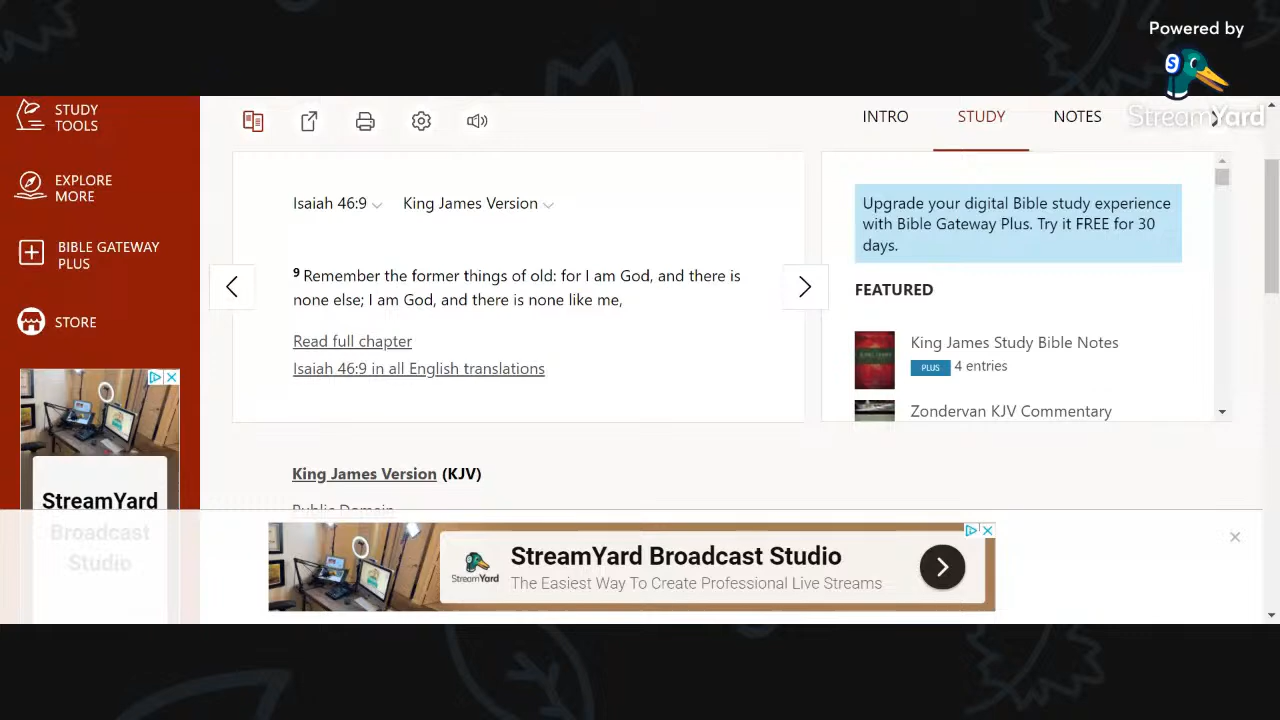 Powered by
StreamYard
STUDY
TOOLS
EXPLORE
MORE
BIBLE GATEWAY
PLUS
STORE
INTRO
STUDY
NOTES
Isaiah 46:9
King James Version
9 Remember the former things of old: for I am God, and there is
none else; I am God, and there is none like me,
Read full chapter
Isaiah 46:9 in all English translations
Upgrade your digital Bible study experience
with Bible Gateway Plus. Try it FREE for 30
days.
FEATURED
King James Study Bible Notes
PLUS 4 entries
Zondervan KJV Commentary
King James Version (KJV)
Public Domain
StreamYard
Broadcast
Studio
StreamYard
StreamYard Broadcast Studio
The Easiest Way To Create Professional Live Streams